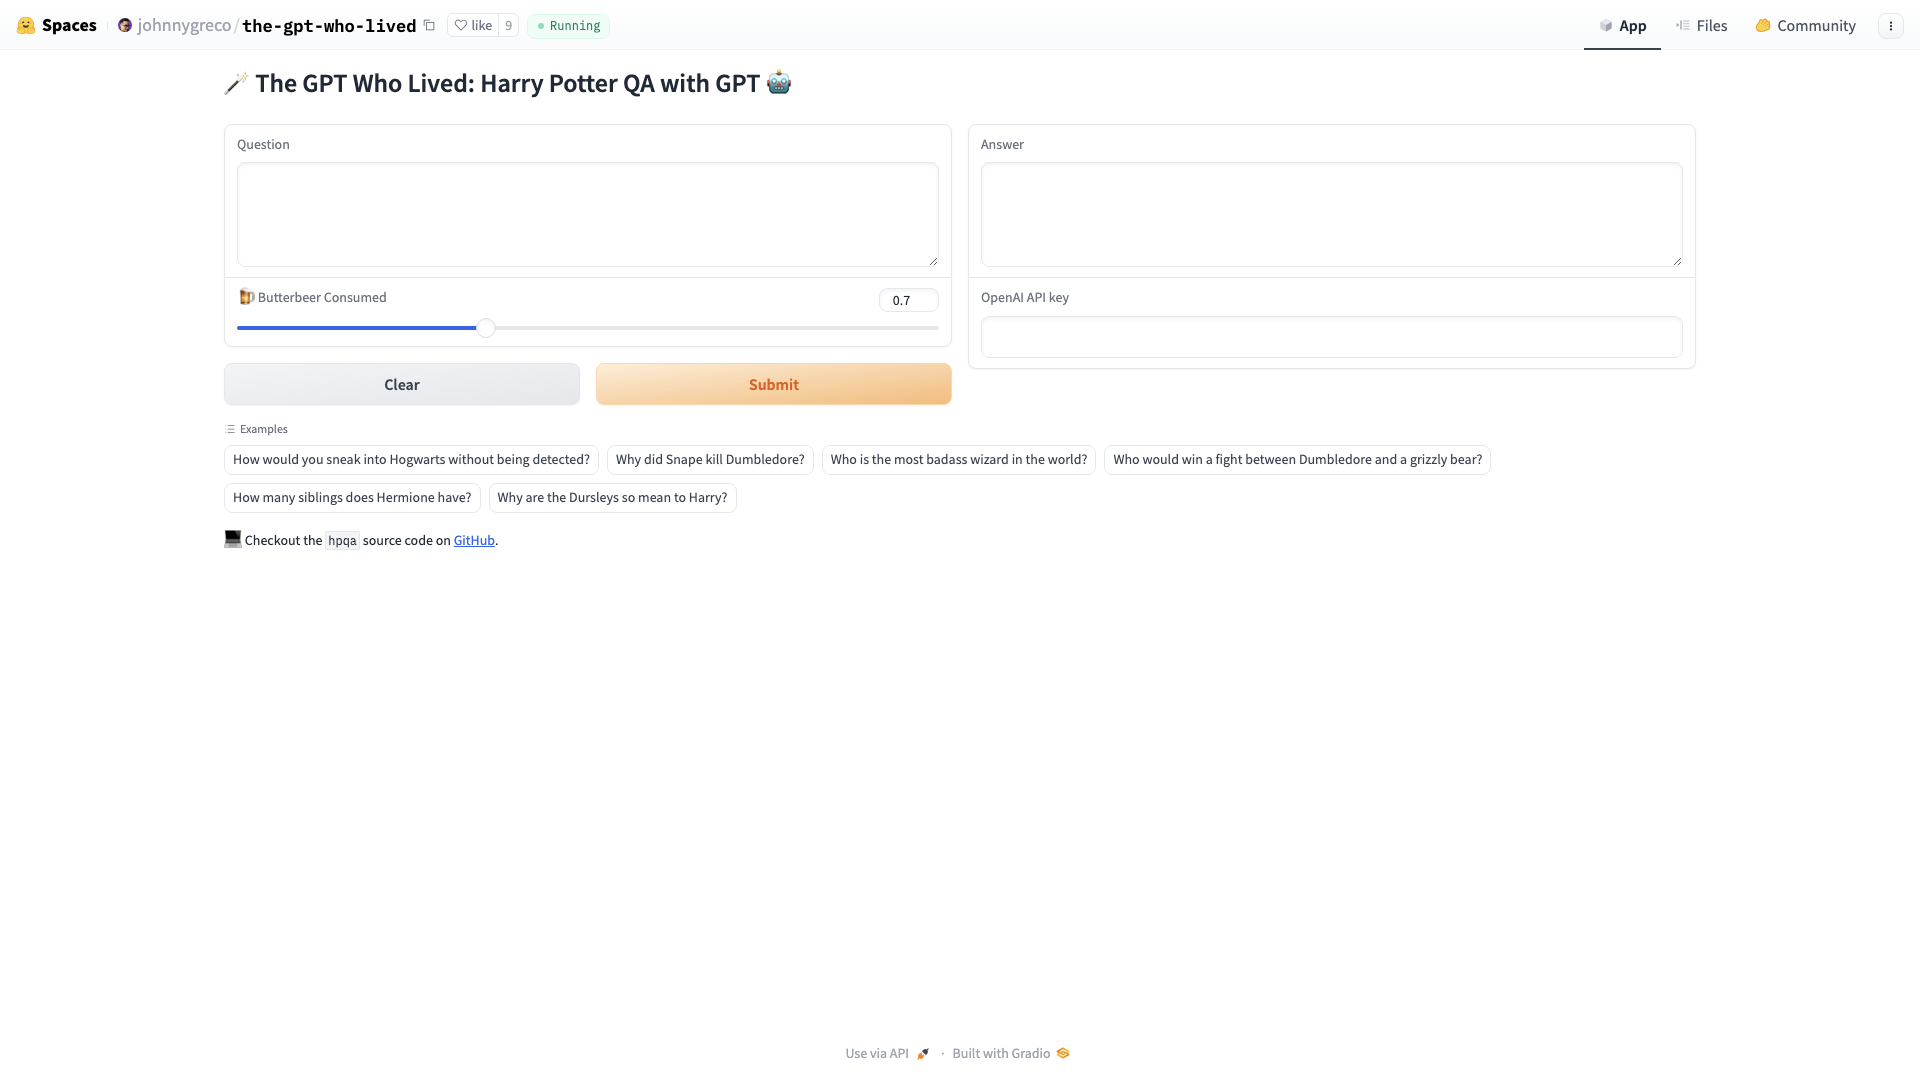 Spaces johnnygreco/the-gpt-who-lived like 9 Running App Files Community
The GPT Who Lived: Harry Potter QA with GPT
Question
Answer
Butterbeer Consumed 0.7
OpenAI API key
Clear Submit
Examples
How would you sneak into Hogwarts without being detected? Why did Snape kill Dumbledore? Who is the most badass wizard in the world? Who would win a fight between Dumbledore and a grizzly bear?
How many siblings does Hermione have? Why are the Dursleys so mean to Harry?
Checkout the hpqa source code on GitHub.
Use via API · Built with Gradio